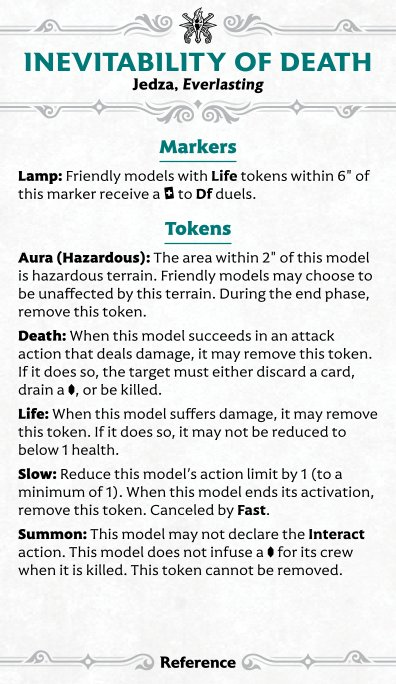 INEVITABILITY OF DEATH
Jedza, Everlasting
Markers
Lamp: Friendly models with Life tokens within 6" of
this marker receive a to Df duels.
Tokens
Aura (Hazardous): The area within 2" of this model
is hazardous terrain. Friendly models may choose to
be unaffected by this terrain. During the end phase,
remove this token.
Death: When this model succeeds in an attack
action that deals damage, it may remove this token.
If it does so, the target must either discard a card,
drain a , or be killed.
Life: When this model suffers damage, it may remove
this token. If it does so, it may not be reduced to
below 1 health.
Slow: Reduce this model's action limit by 1 (to a
minimum of 1). When this model ends its activation,
remove this token. Canceled by Fast.
Summon: This model may not declare the Interact
action. This model does not infuse a for its crew
when it is killed. This token cannot be removed.
Reference